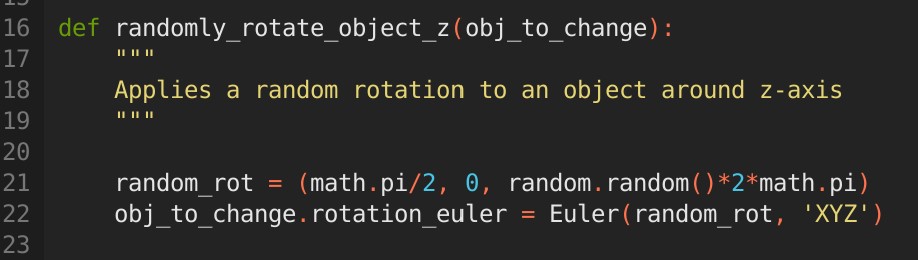 16 def randomly_rotate_object_z(obj_to_change):
17     """
18     Applies a random rotation to an object around z-axis
19     """
20
21     random_rot = (math.pi/2, 0, random.random()*2*math.pi)
22     obj_to_change.rotation_euler = Euler(random_rot, 'XYZ')
23